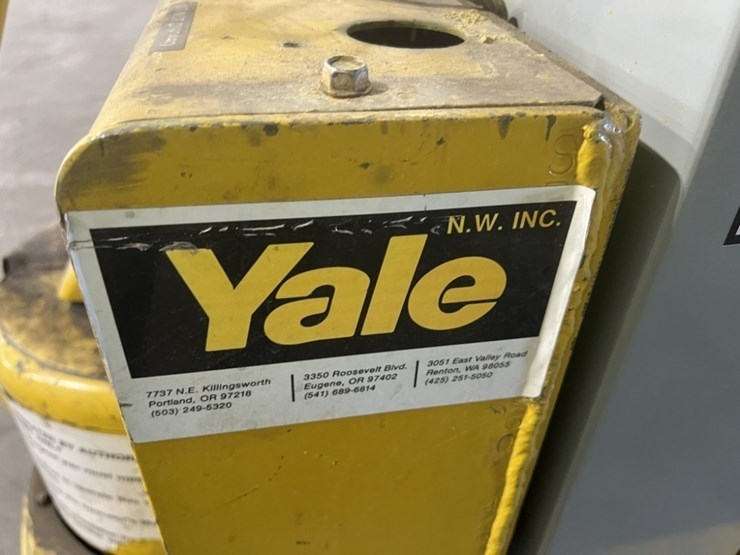 N.W. INC.
Yale
7737 N.E. Killingsworth
Portland, OR 97218
(503) 249-5320
3350 Roosevelt Blvd.
Eugene, OR 97402
(541) 689-6814
3051 East Valley Road
Renton, WA 98055
(425) 251-5050